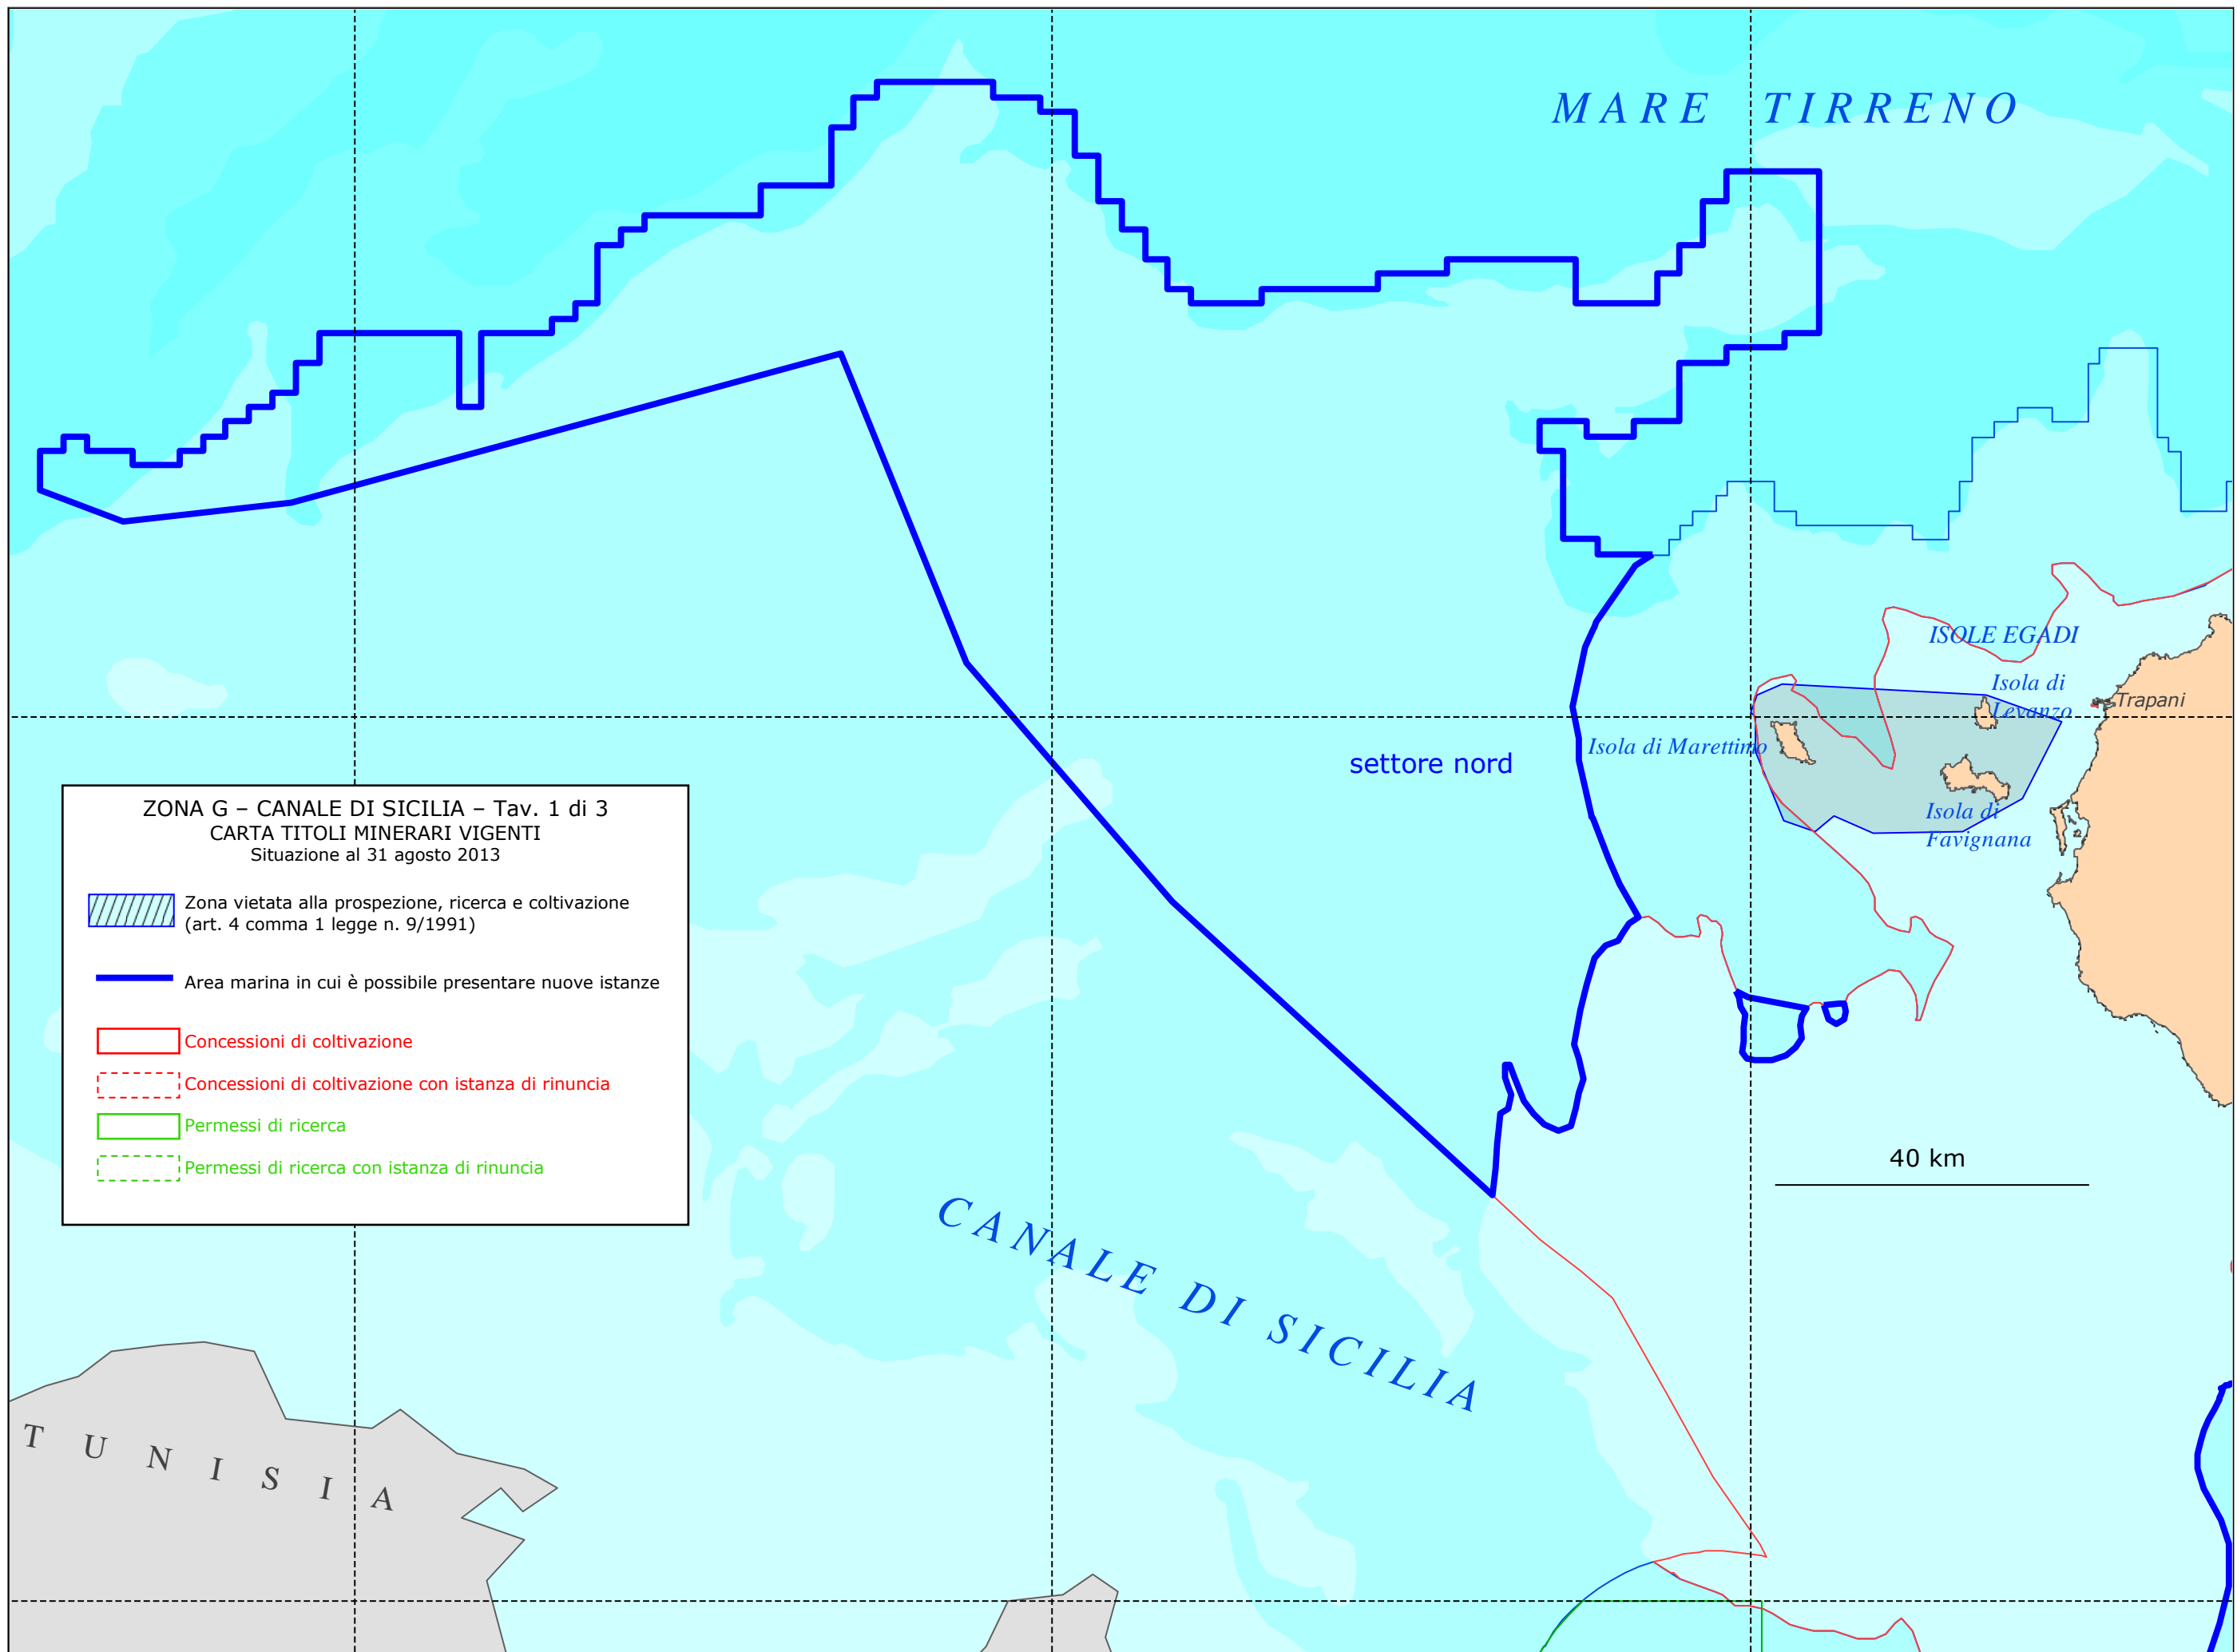 MARE TIRRENO
ISOLE EGADI
Isola di
Levanzo
Trapani
Isola di Marettimo
settore nord
Isola di
Favignana
ZONA G – CANALE DI SICILIA – Tav. 1 di 3
CARTA TITOLI MINERARI VIGENTI
Situazione al 31 agosto 2013
Zona vietata alla prospezione, ricerca e coltivazione
(art. 4 comma 1 legge n. 9/1991)
Area marina in cui è possibile presentare nuove istanze
Concessioni di coltivazione
Concessioni di coltivazione con istanza di rinuncia
Permessi di ricerca
Permessi di ricerca con istanza di rinuncia
40 km
CANALE DI SICILIA
TUNISIA